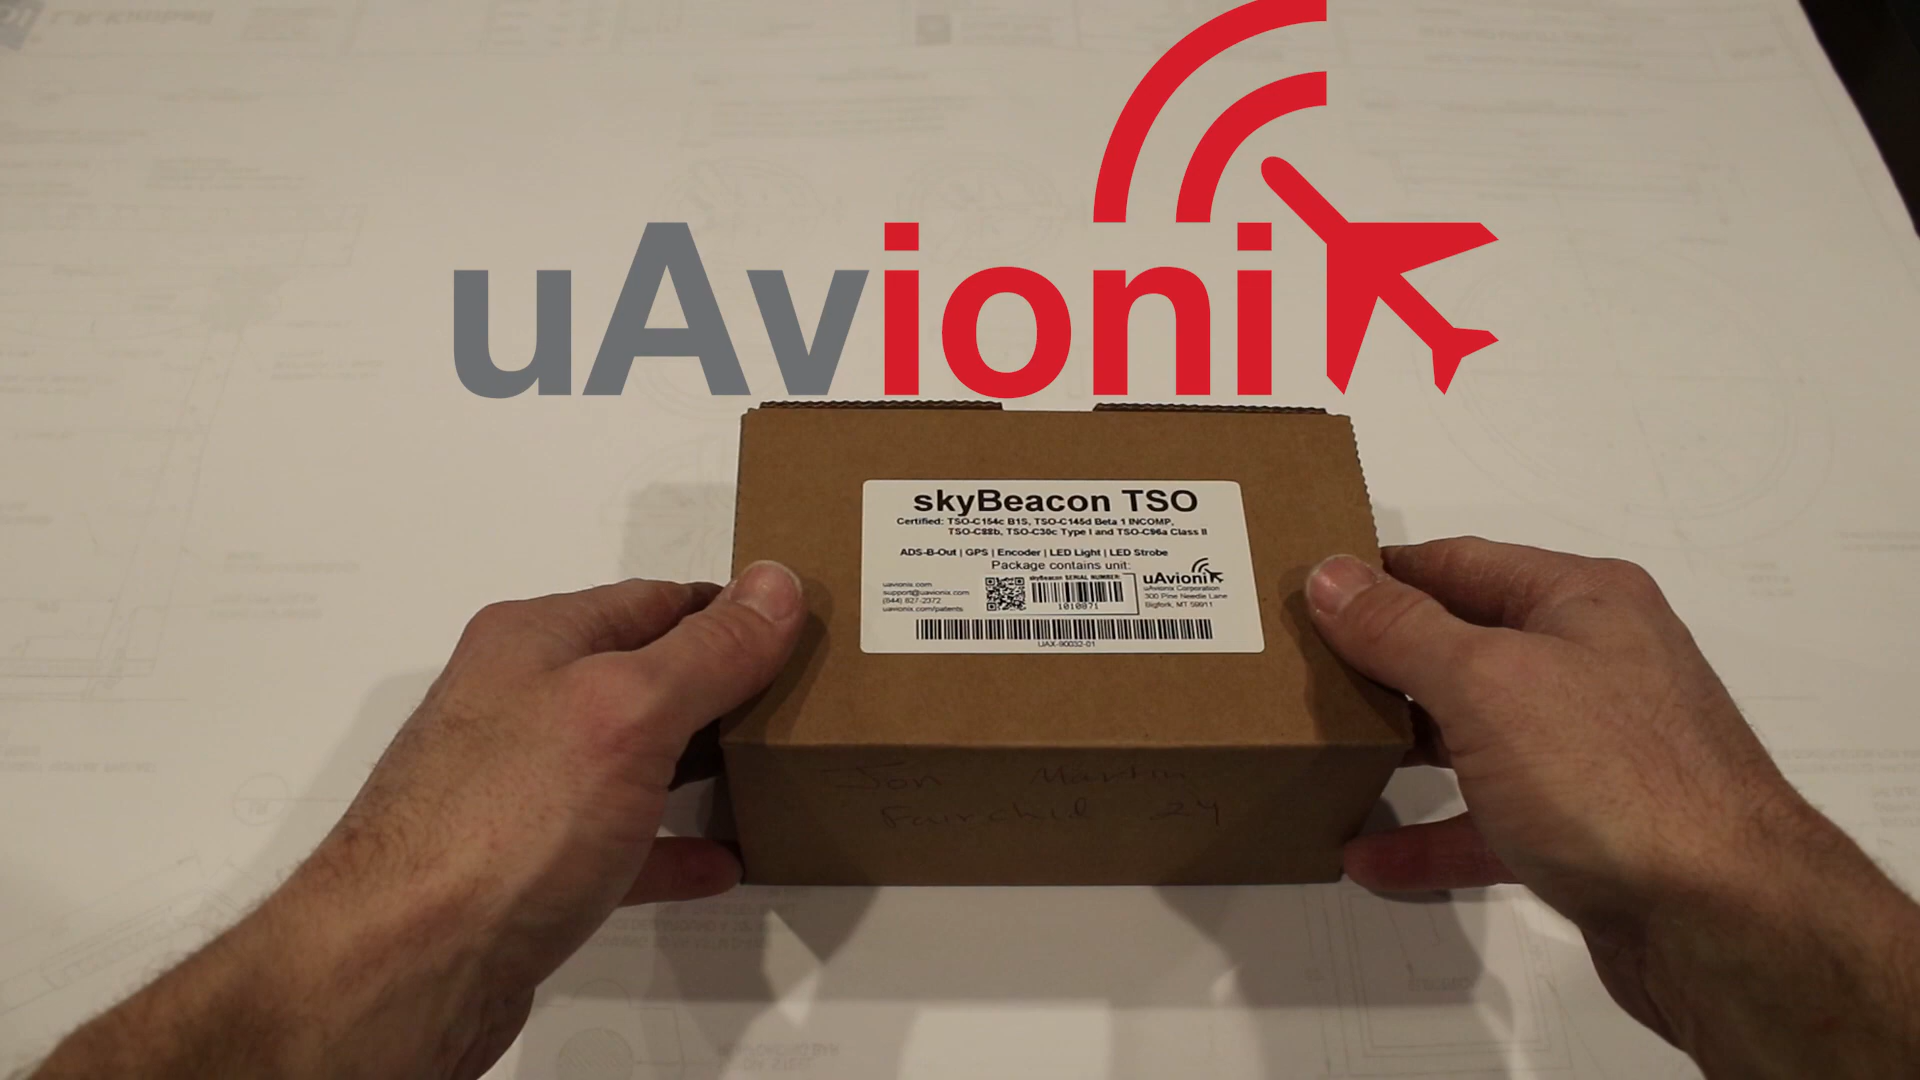 uAvioni
skyBeacon TSO
Certified: TSO-C154c B1S, TSO-C145d Beta 1 INCOMP,
TSO-C88b, TSO-C30c Type I and TSO-C96a Class II
ADS-B-Out | GPS | Encoder | LED Light | LED Strobe
Package contains unit:
uavionix.com
support@uavionix.com
(844) 827-2372
uavionix.com/patents
skyBeacon SERIAL NUMBER:
1010871
uAvioni
uAvionix Corporation
300 Pine Needle Lane
Bigfork, MT 59911
UAX-90032-01
Jon Martin
Fairchild 24